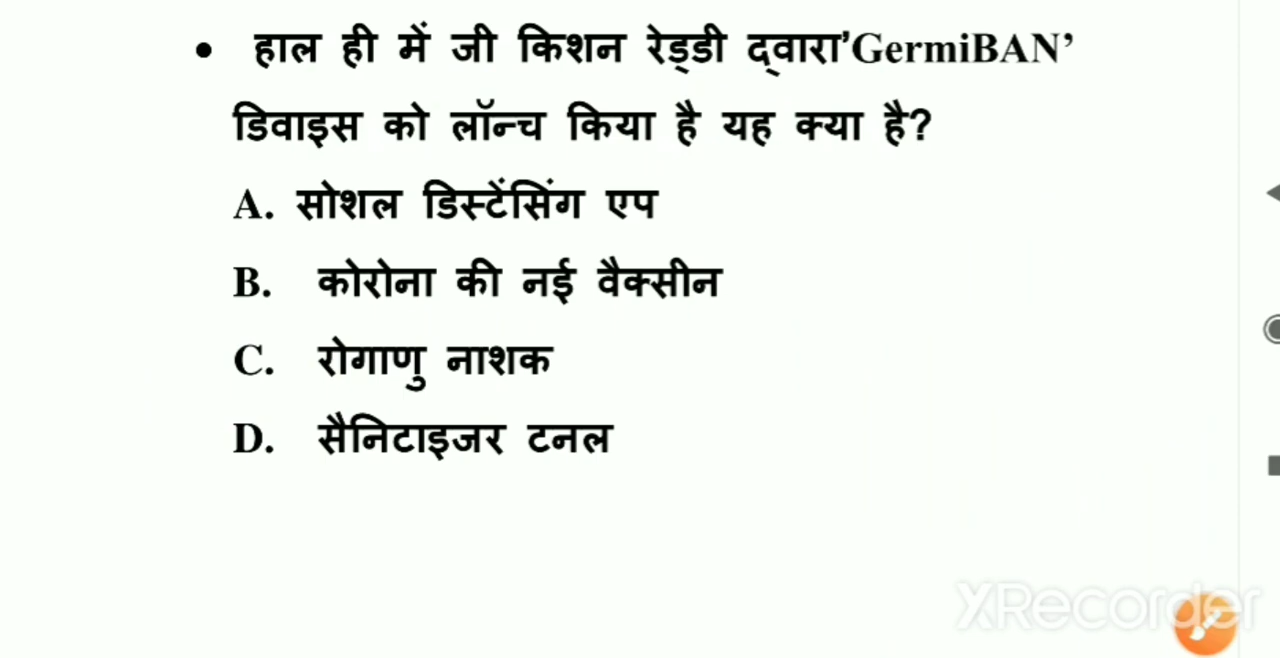 • हाल ही में जी किशन रेड्डी द्वारा’GermiBAN’
डिवाइस को लॉन्च किया है यह क्या है?
A. सोशल डिस्टेंसिंग एप
B. कोरोना की नई वैक्सीन
C. रोगाणु नाशक
D. सैनिटाइजर टनल
XRecorder